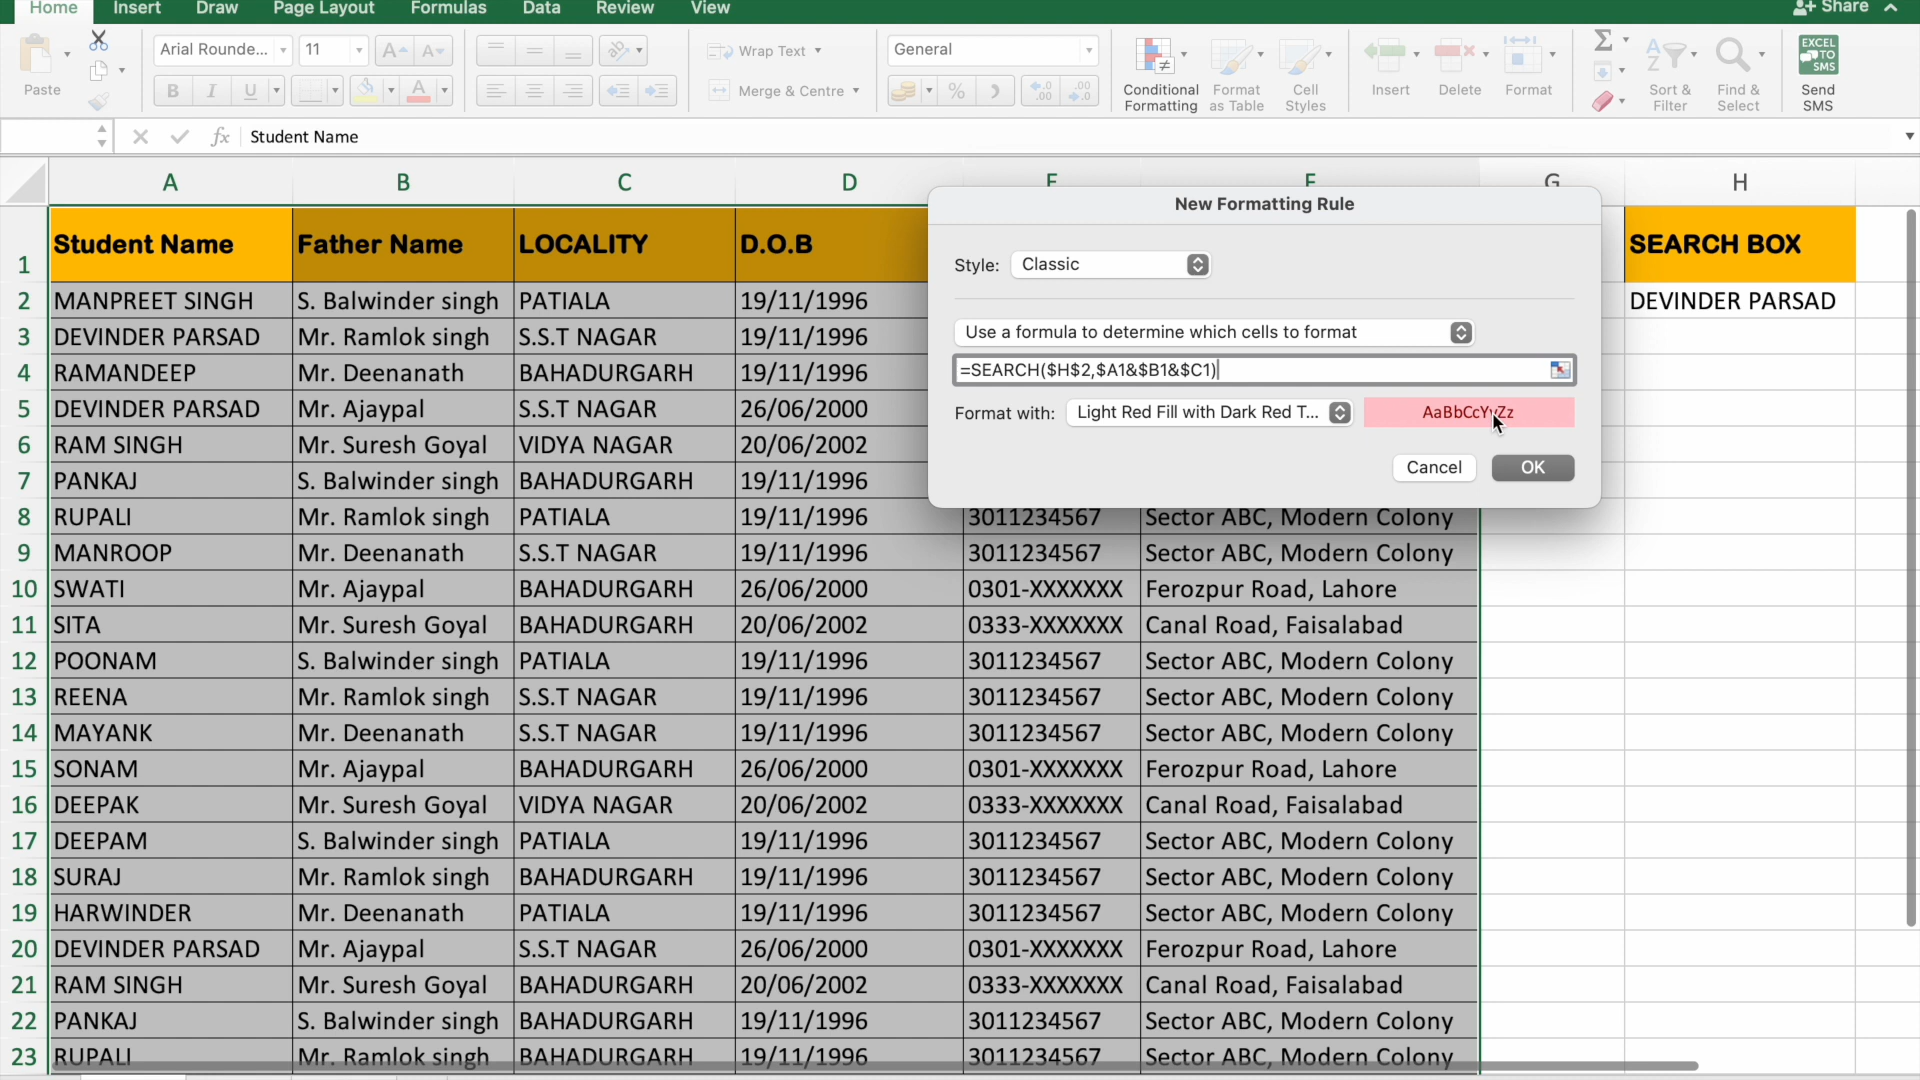 Home Insert Draw Page Layout Formulas Data Review View Share
Arial Rounde... 11 Wrap Text General
Paste B I U Merge & Centre % Conditional Formatting Format as Table Cell Styles Insert Delete Format Sort & Filter Find & Select EXCEL TO SMS Send SMS
fx Student Name
A B C D E F G H
1 Student Name Father Name LOCALITY D.O.B SEARCH BOX
2 MANPREET SINGH S. Balwinder singh PATIALA 19/11/1996 DEVINDER PARSAD
3 DEVINDER PARSAD Mr. Ramlok singh S.S.T NAGAR 19/11/1996
4 RAMANDEEP Mr. Deenanath BAHADURGARH 19/11/1996
5 DEVINDER PARSAD Mr. Ajaypal S.S.T NAGAR 26/06/2000
6 RAM SINGH Mr. Suresh Goyal VIDYA NAGAR 20/06/2002
7 PANKAJ S. Balwinder singh BAHADURGARH 19/11/1996
8 RUPALI Mr. Ramlok singh PATIALA 19/11/1996 3011234567 Sector ABC, Modern Colony
9 MANROOP Mr. Deenanath S.S.T NAGAR 19/11/1996 3011234567 Sector ABC, Modern Colony
10 SWATI Mr. Ajaypal BAHADURGARH 26/06/2000 0301-XXXXXXX Ferozpur Road, Lahore
11 SITA Mr. Suresh Goyal BAHADURGARH 20/06/2002 0333-XXXXXXX Canal Road, Faisalabad
12 POONAM S. Balwinder singh PATIALA 19/11/1996 3011234567 Sector ABC, Modern Colony
13 REENA Mr. Ramlok singh S.S.T NAGAR 19/11/1996 3011234567 Sector ABC, Modern Colony
14 MAYANK Mr. Deenanath S.S.T NAGAR 19/11/1996 3011234567 Sector ABC, Modern Colony
15 SONAM Mr. Ajaypal BAHADURGARH 26/06/2000 0301-XXXXXXX Ferozpur Road, Lahore
16 DEEPAK Mr. Suresh Goyal VIDYA NAGAR 20/06/2002 0333-XXXXXXX Canal Road, Faisalabad
17 DEEPAM S. Balwinder singh PATIALA 19/11/1996 3011234567 Sector ABC, Modern Colony
18 SURAJ Mr. Ramlok singh BAHADURGARH 19/11/1996 3011234567 Sector ABC, Modern Colony
19 HARWINDER Mr. Deenanath PATIALA 19/11/1996 3011234567 Sector ABC, Modern Colony
20 DEVINDER PARSAD Mr. Ajaypal S.S.T NAGAR 26/06/2000 0301-XXXXXXX Ferozpur Road, Lahore
21 RAM SINGH Mr. Suresh Goyal BAHADURGARH 20/06/2002 0333-XXXXXXX Canal Road, Faisalabad
22 PANKAJ S. Balwinder singh BAHADURGARH 19/11/1996 3011234567 Sector ABC, Modern Colony
23 RUPALI Mr. Ramlok singh BAHADURGARH 19/11/1996 3011234567 Sector ABC, Modern Colony
New Formatting Rule
Style: Classic
Use a formula to determine which cells to format
=SEARCH($H$2,$A1&$B1&$C1)
Format with: Light Red Fill with Dark Red T... AaBbCcYyZz
Cancel OK